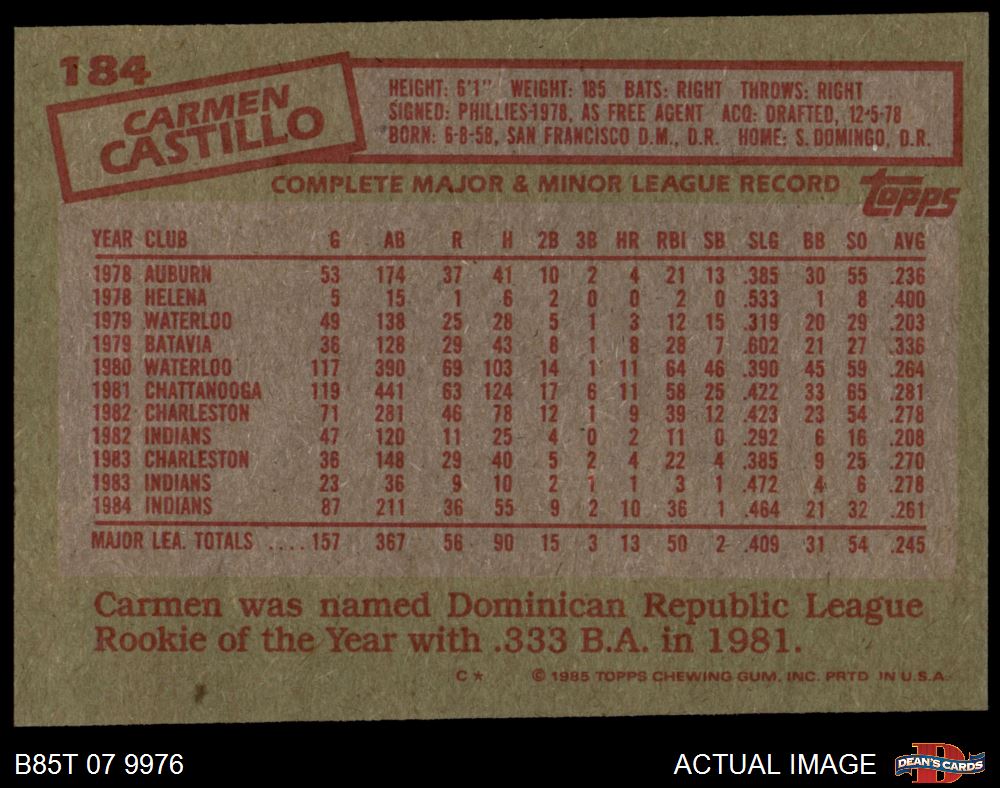 184
CARMEN
CASTILLO
HEIGHT: 6'1" WEIGHT: 185 BATS: RIGHT THROWS: RIGHT
SIGNED: PHILLIES-1978, AS FREE AGENT ACQ: DRAFTED, 12-5-78
BORN: 6-8-58, SAN FRANCISCO D.M., D.R. HOME: S. DOMINGO, D.R.
COMPLETE MAJOR & MINOR LEAGUE RECORD
topps
YEAR CLUB G AB R H 2B 3B HR RBI SB SLG BB SO AVG
1978 AUBURN 53 174 37 41 10 2 4 21 13 .385 30 55 .236
1978 HELENA 5 15 1 6 2 0 0 2 0 .533 1 8 .400
1979 WATERLOO 49 138 25 28 5 1 3 12 15 .319 20 29 .203
1979 BATAVIA 36 128 29 43 8 1 8 28 7 .602 21 27 .336
1980 WATERLOO 117 390 69 103 14 1 11 64 46 .390 45 59 .264
1981 CHATTANOOGA 119 441 63 124 17 6 11 58 25 .422 33 65 .281
1982 CHARLESTON 71 281 46 78 12 1 9 39 12 .423 23 54 .278
1982 INDIANS 47 120 11 25 4 0 2 11 0 .292 6 16 .208
1983 CHARLESTON 36 148 29 40 5 2 4 22 4 .385 9 25 .270
1983 INDIANS 23 36 9 10 2 1 1 3 1 .472 4 6 .278
1984 INDIANS 87 211 36 55 9 2 10 36 1 .464 21 32 .261
MAJOR LEA. TOTALS ....157 367 56 90 15 3 13 50 2 .409 31 54 .245
Carmen was named Dominican Republic League
Rookie of the Year with .333 B.A. in 1981.
C* © 1985 TOPPS CHEWING GUM, INC. PRTD IN U.S.A.
B85T 07 9976
ACTUAL IMAGE
D
DEAN'S CARDS